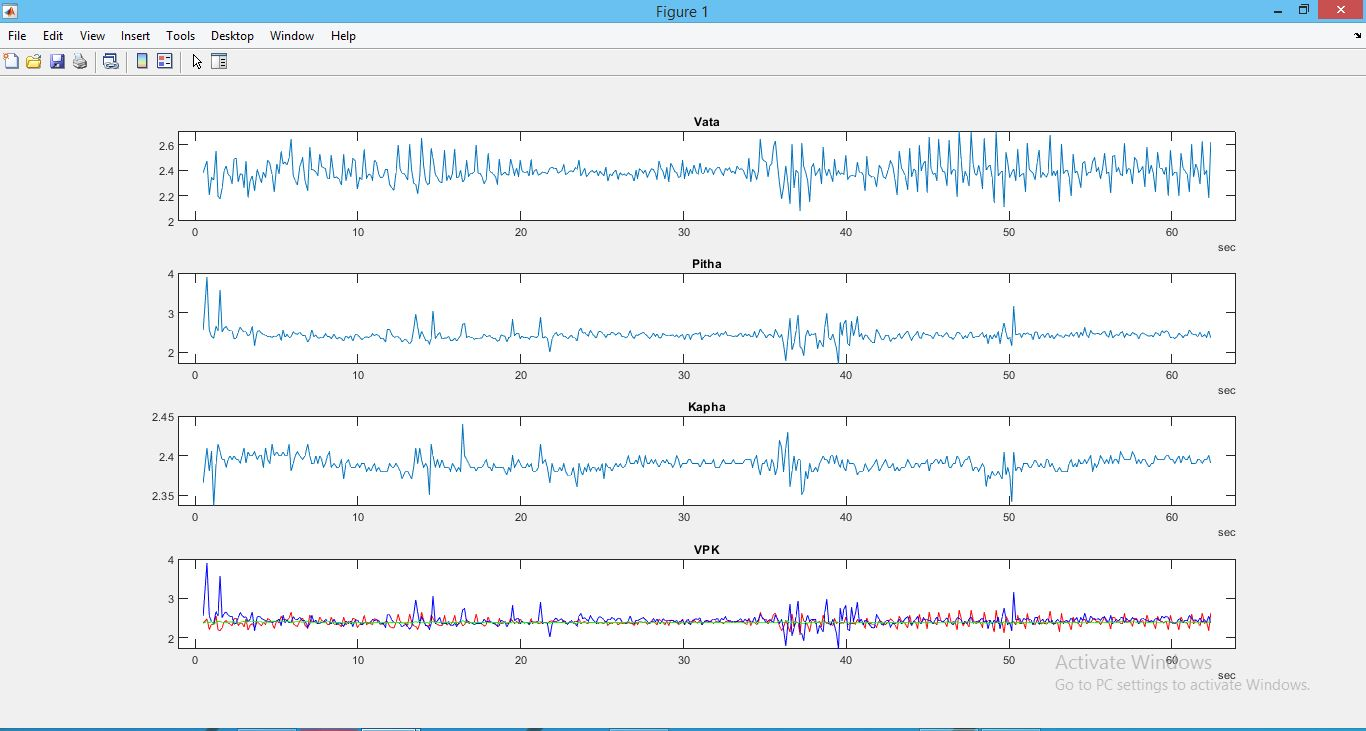 Figure 1
File Edit View Insert Tools Desktop Window Help
Vata
2.6
2.4
2.2
2
0 10 20 30 40 50 60
sec
Pitha
4
3
2
0 10 20 30 40 50 60
sec
Kapha
2.45
2.4
2.35
0 10 20 30 40 50 60
sec
VPK
4
3
2
0 10 20 30 40 50 60
sec
Activate Windows
Go to PC settings to activate Windows.